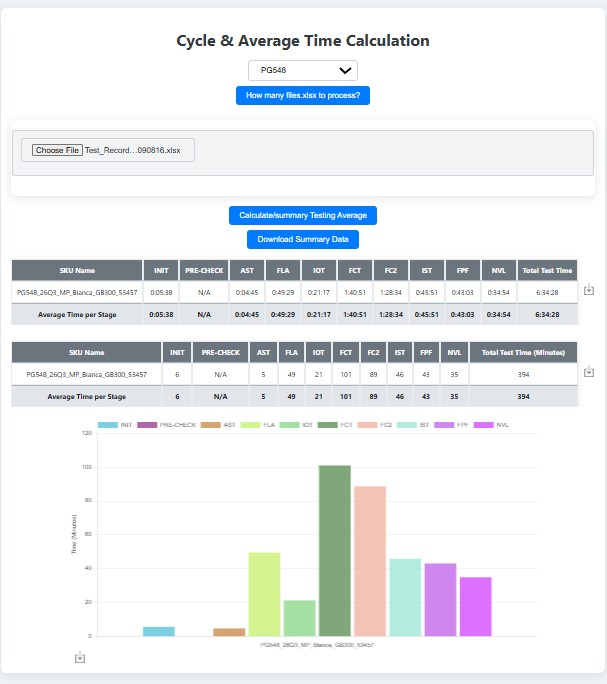 Cycle & Average Time Calculation
PG548
How many files.xlsx to process?
Choose File Test_Record...090816.xlsx
Calculate/summary Testing Average
Download Summary Data
SKU Name INIT PRE-CHECK AST FLA IOT FCT FC2 IST FPF NVL Total Test Time
PG548_26Q3_MP_Bianca_GB300_53457 0:05:38 N/A 0:04:45 0:49:29 0:21:17 1:40:51 1:28:34 0:45:51 0:43:03 0:34:54 6:34:28
Average Time per Stage 0:05:38 N/A 0:04:45 0:49:29 0:21:17 1:40:51 1:28:34 0:45:51 0:43:03 0:34:54 6:34:28
SKU Name INIT PRE-CHECK AST FLA IOT FCT FC2 IST FPF NVL Total Test Time (Minutes)
PG548_26Q3_MP_Bianca_GB300_53457 6 N/A 5 49 21 101 89 46 43 35 394
Average Time per Stage 6 N/A 5 49 21 101 89 46 43 35 394
INIT PRE-CHECK AST FLA IOT FCT FC2 IST FPF NVL
120
100
80
60
40
20
0
Time (Minutes)
PG548_26Q3_MP_Bianca_GB300_53457